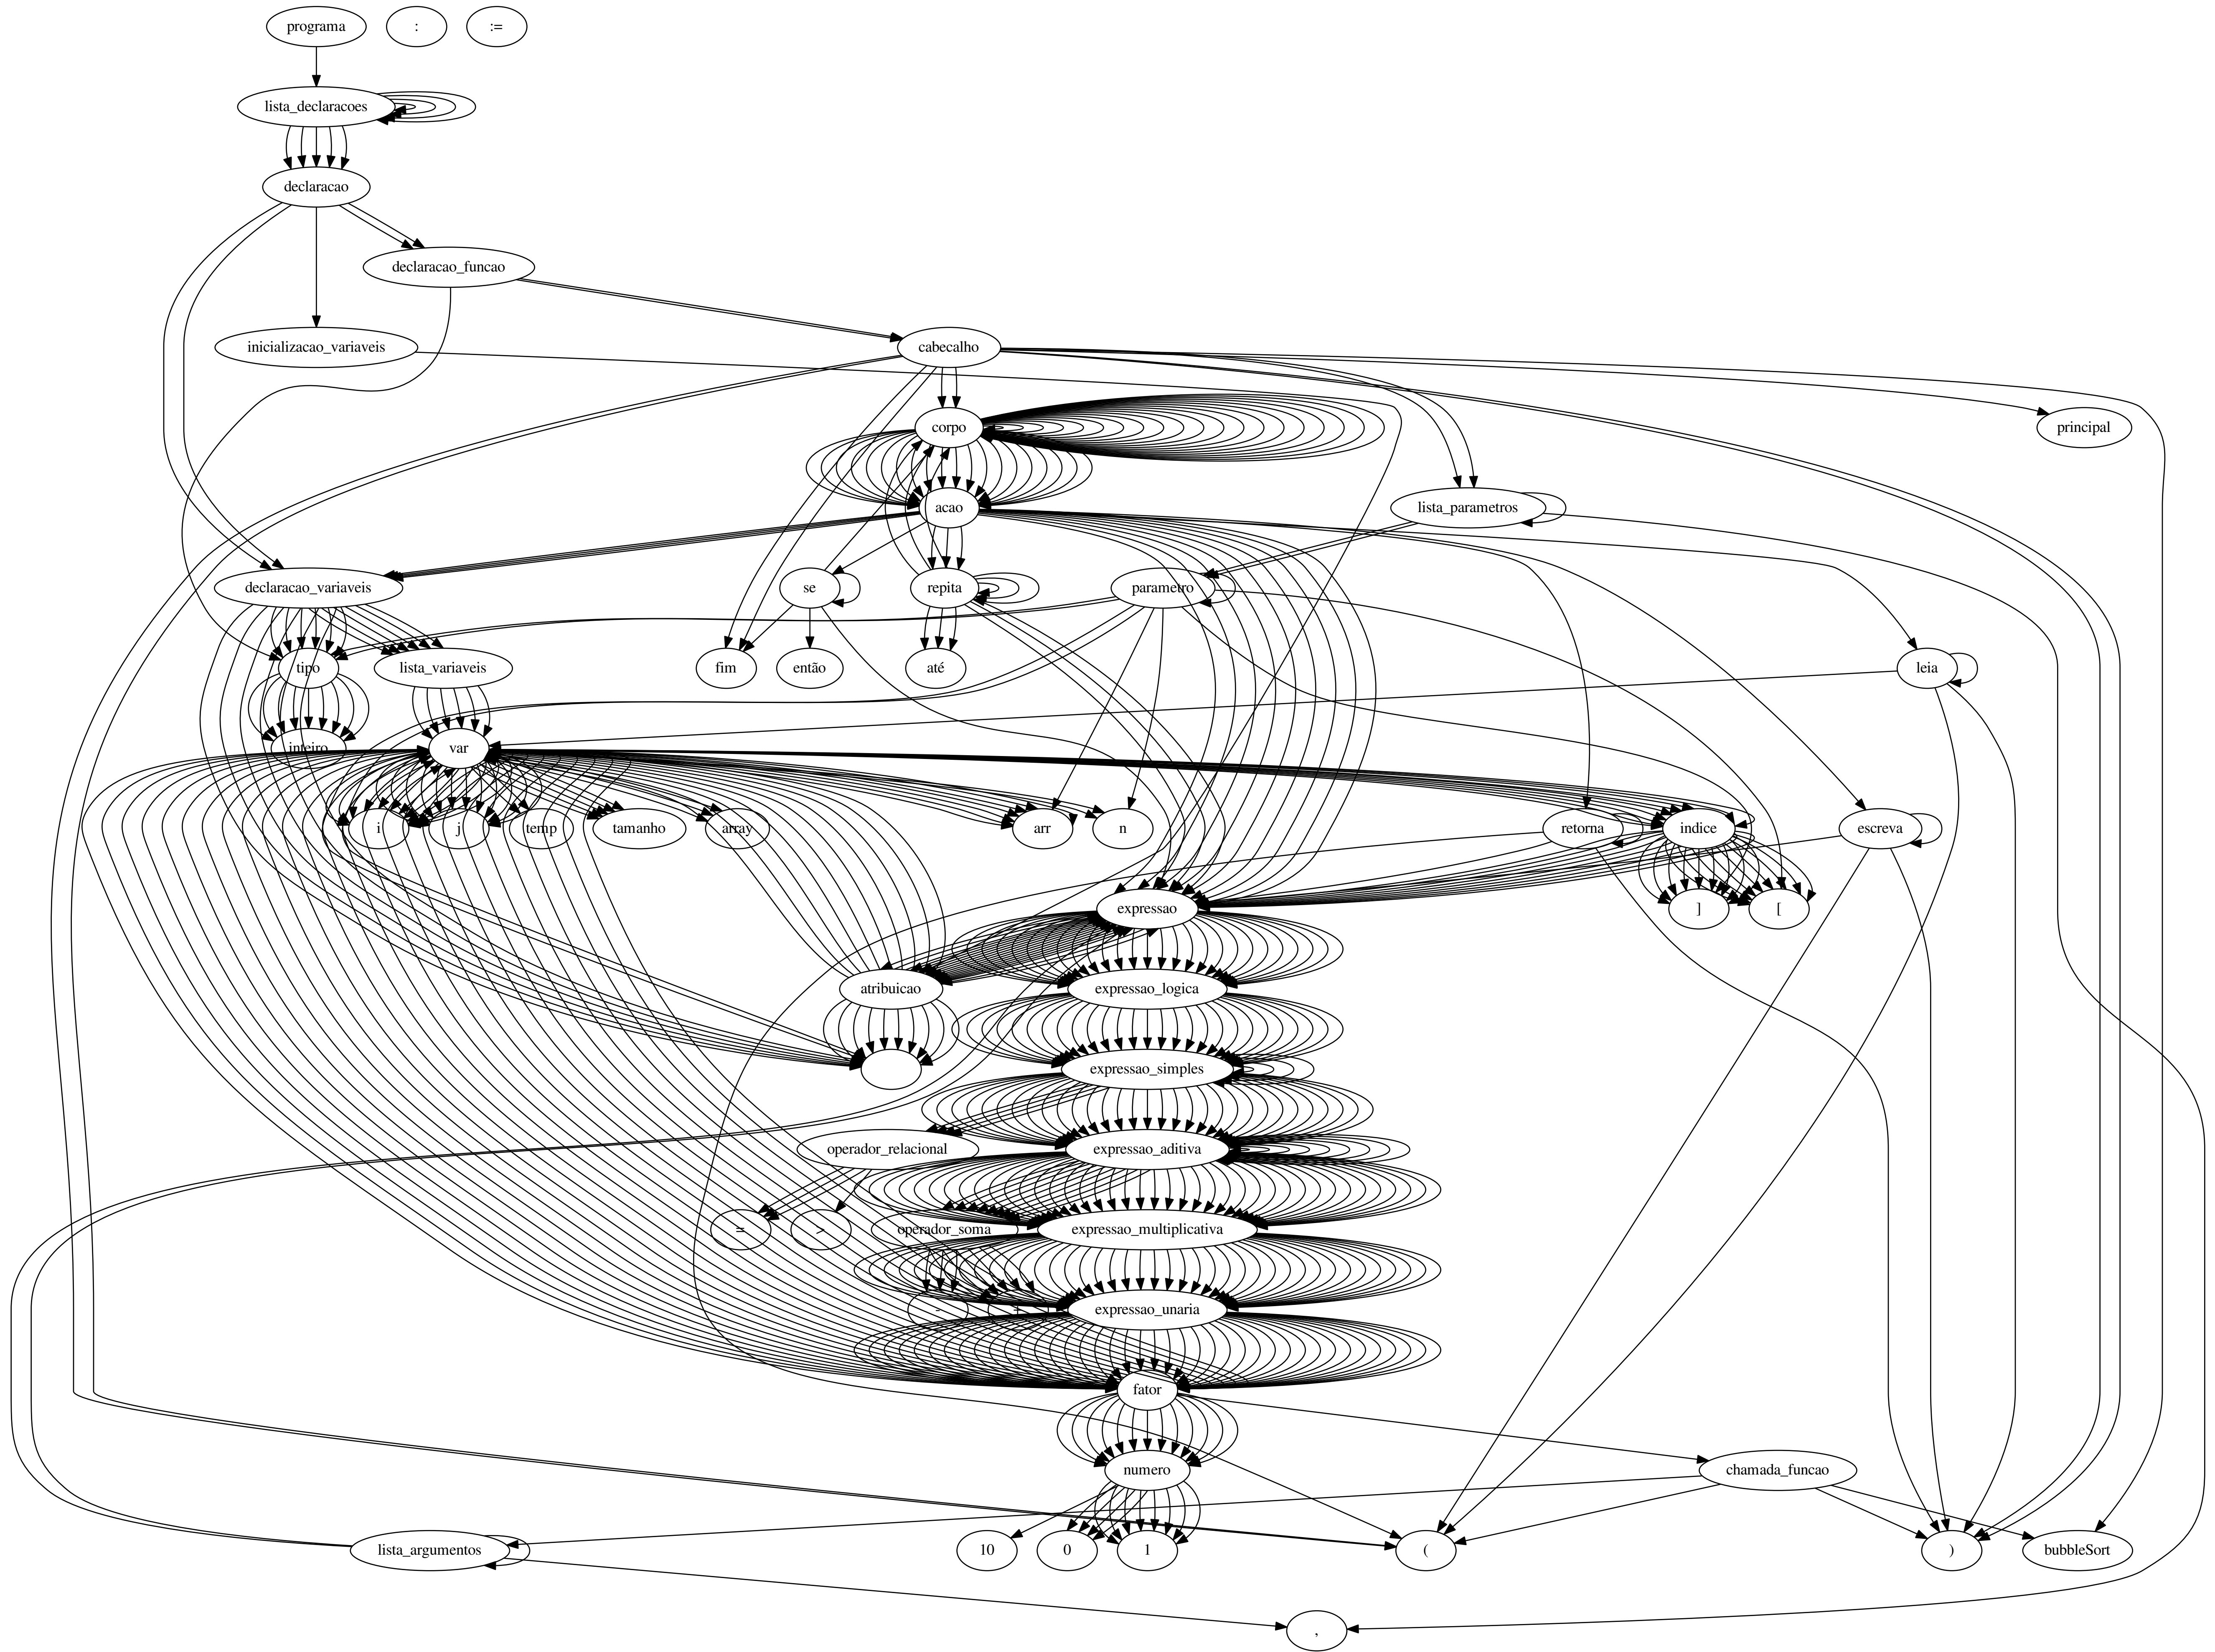 programa
:
:=
lista_declaracoes
declaracao
declaracao_funcao
inicializacao_variaveis
cabecalho
corpo
principal
acao
lista_parametros
declaracao_variaveis
se
repita
parametro
tipo
lista_variaveis
fim
então
até
leia
inteiro
var
i
j
temp
tamanho
array
arr
n
retorna
indice
escreva
expressao
]
[
atribuicao
expressao_logica
expressao_simples
operador_relacional
expressao_aditiva
=
>
operador_soma
expressao_multiplicativa
-
+
expressao_unaria
fator
numero
chamada_funcao
lista_argumentos
10
0
1
(
)
bubbleSort
,